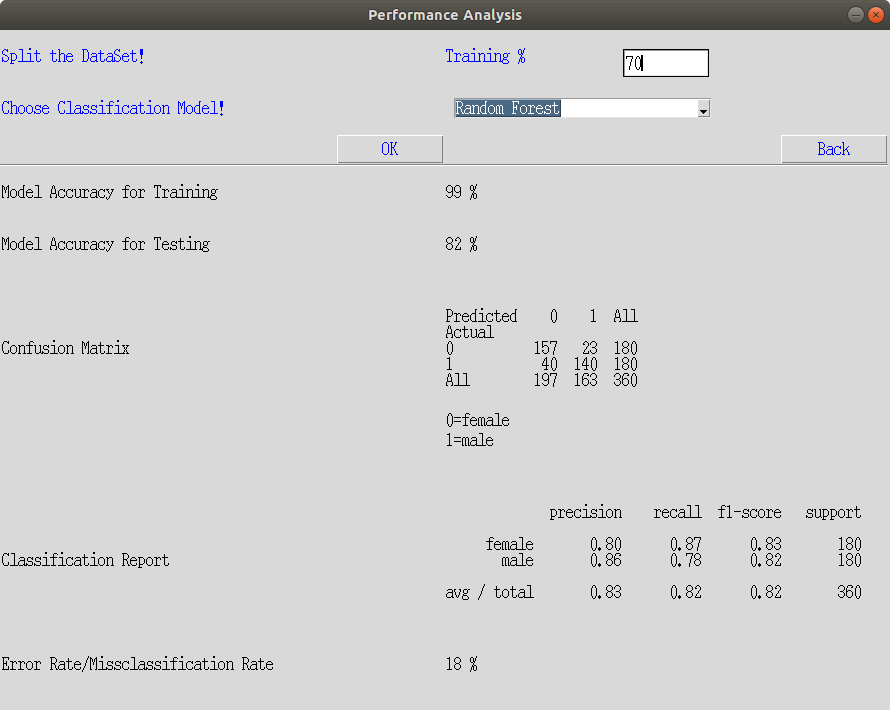 Performance Analysis
Split the DataSet! Training % 70
Choose Classification Model! Random Forest
OK Back
Model Accuracy for Training 99 %
Model Accuracy for Testing 82 %
Predicted 0 1 All
Actual
Confusion Matrix 0 157 23 180
1 40 140 180
All 197 163 360
0=female
1=male
precision recall f1-score support
female 0.80 0.87 0.83 180
Classification Report male 0.86 0.78 0.82 180
avg / total 0.83 0.82 0.82 360
Error Rate/Missclassification Rate 18 %